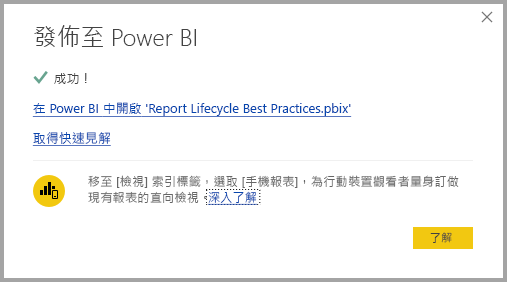 發佈至 Power BI
成功！
在 Power BI 中開啟 'Report Lifecycle Best Practices.pbix'
取得快速見解
移至 [檢視] 索引標籤，選取 [手機報表]，為行動裝置觀看者量身訂做
現有報表的直向檢視。深入了解
了解